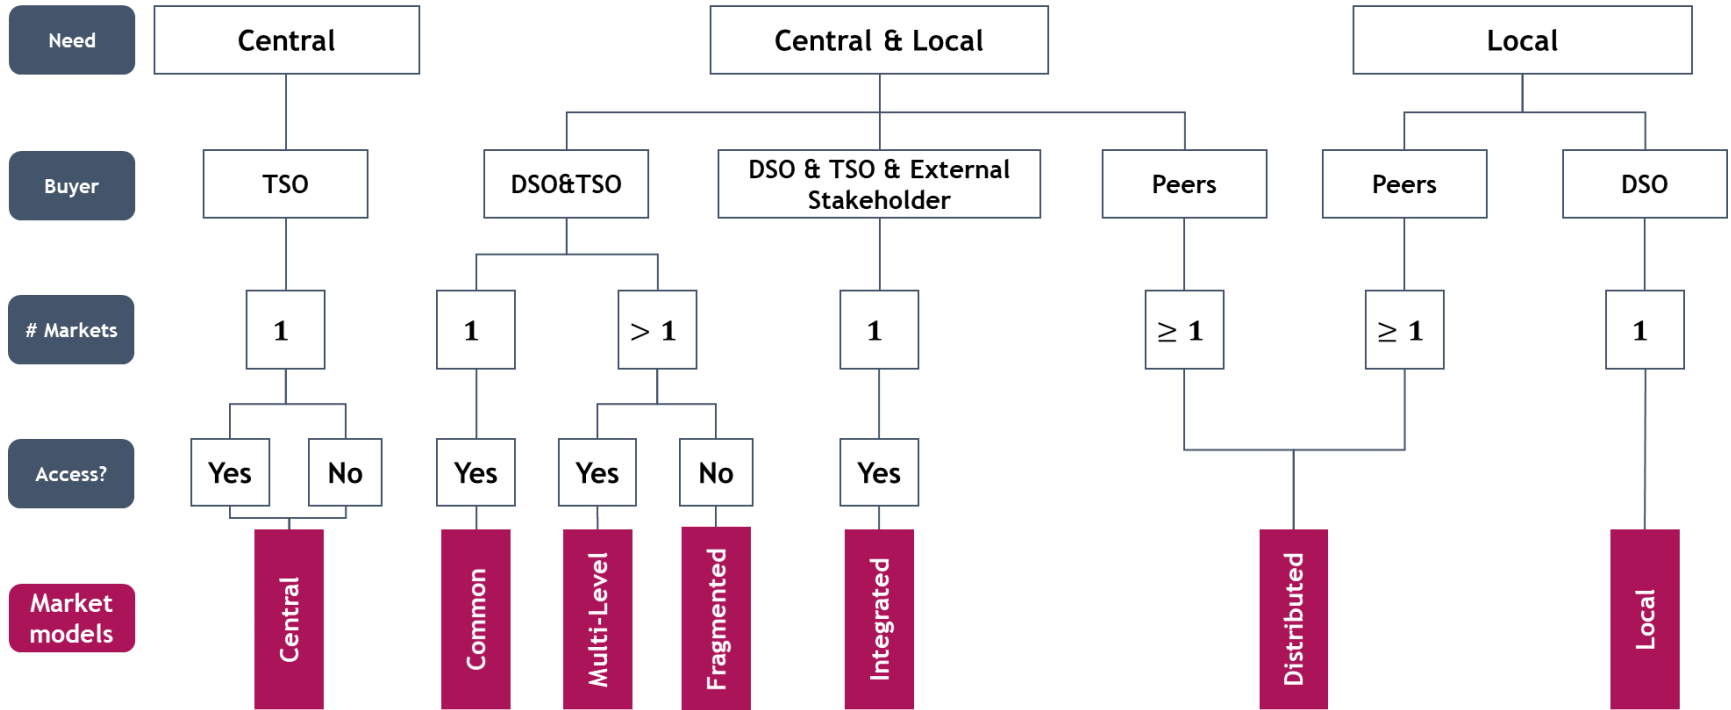 Need
Central
Central & Local
Local
Buyer
TSO
DSO&TSO
DSO & TSO & External
Stakeholder
Peers
Peers
DSO
# Markets
1
1
> 1
1
≥ 1
≥ 1
1
Access?
Yes
No
Yes
Yes
No
Yes
Market
models
Central
Common
Multi-Level
Fragmented
Integrated
Distributed
Local